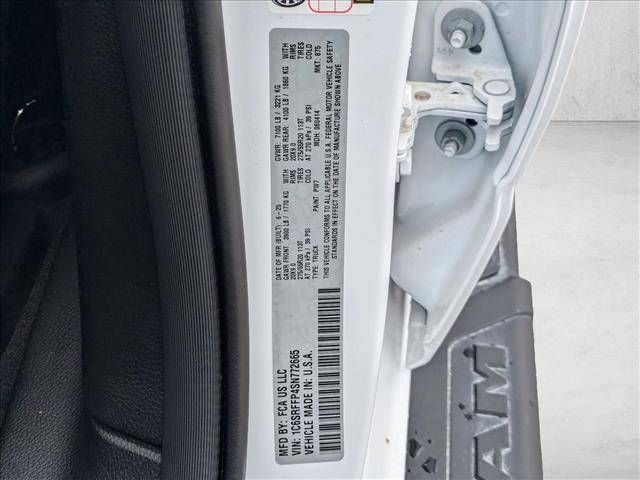 MFD BY: FCA US LLC
VIN: 1C6SRFFP4SN772665
VEHICLE MADE IN: U.S.A.
DATE OF MFR (BUILT): 6-25 GVWR: 7100 LB / 3221 KG
GAWR FRONT: 3900 LB / 1770 KG WITH GAWR REAR: 4100 LB / 1860 KG WITH
20X9.0 RIMS 20X9.0 RIMS
275/55R20 113T TIRES 275/55R20 113T TIRES
AT 270 kPa / 39 PSI COLD AT 270 kPa / 39 PSI COLD
TYPE: TRUCK PAINT: PW7 MDH: 060414 MKT: 875
THIS VEHICLE CONFORMS TO ALL APPLICABLE U.S.A. FEDERAL MOTOR VEHICLE SAFETY
STANDARDS IN EFFECT ON THE DATE OF MANUFACTURE SHOWN ABOVE.
RAM